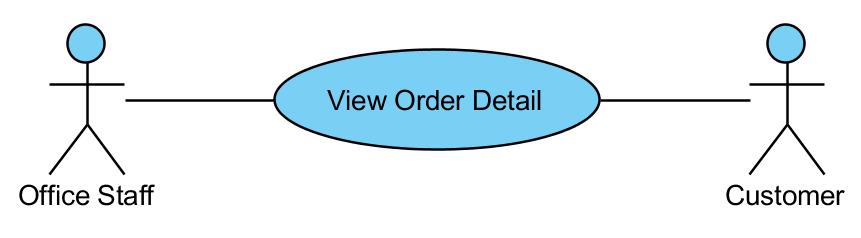 View Order Detail
Office Staff
Customer